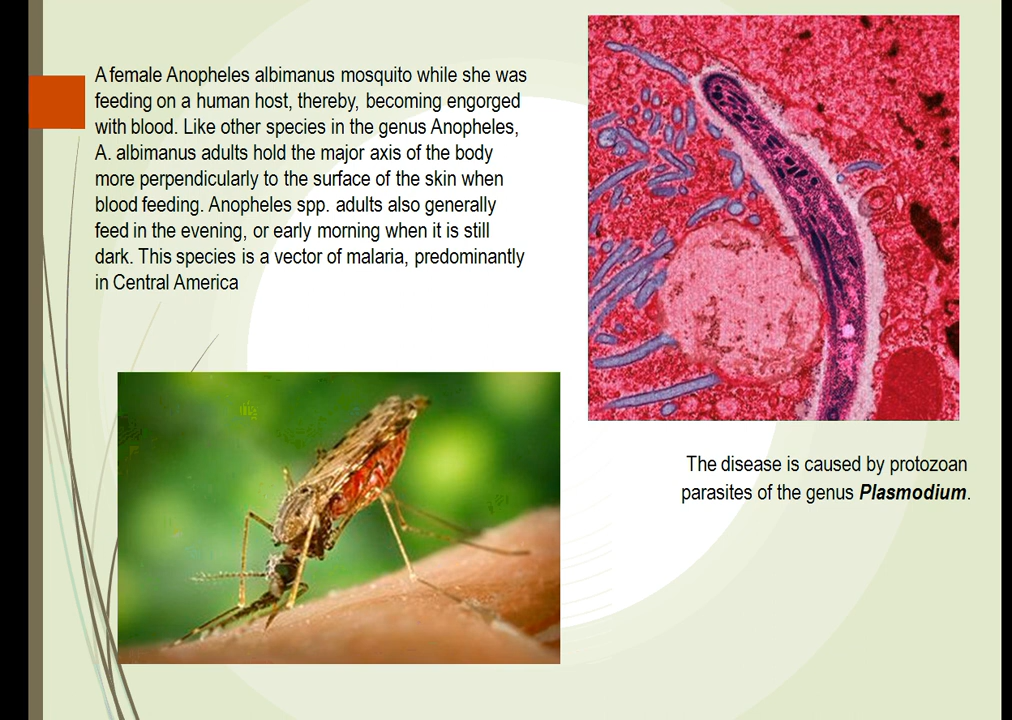 A female Anopheles albimanus mosquito while she was
feeding on a human host, thereby, becoming engorged
with blood. Like other species in the genus Anopheles,
A. albimanus adults hold the major axis of the body
more perpendicularly to the surface of the skin when
blood feeding. Anopheles spp. adults also generally
feed in the evening, or early morning when it is still
dark. This species is a vector of malaria, predominantly
in Central America
The disease is caused by protozoan
parasites of the genus Plasmodium.